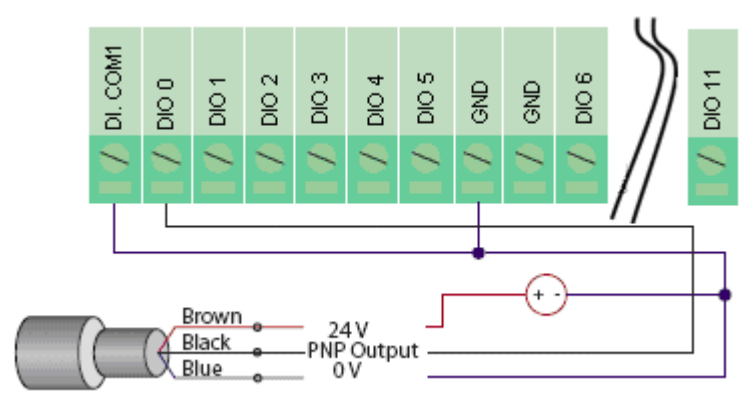 DI. COM1
DIO 0
DIO 1
DIO 2
DIO 3
DIO 4
DIO 5
GND
GND
DIO 6
DIO 11
+ -
Brown
24 V
Black
PNP Output
Blue
0 V